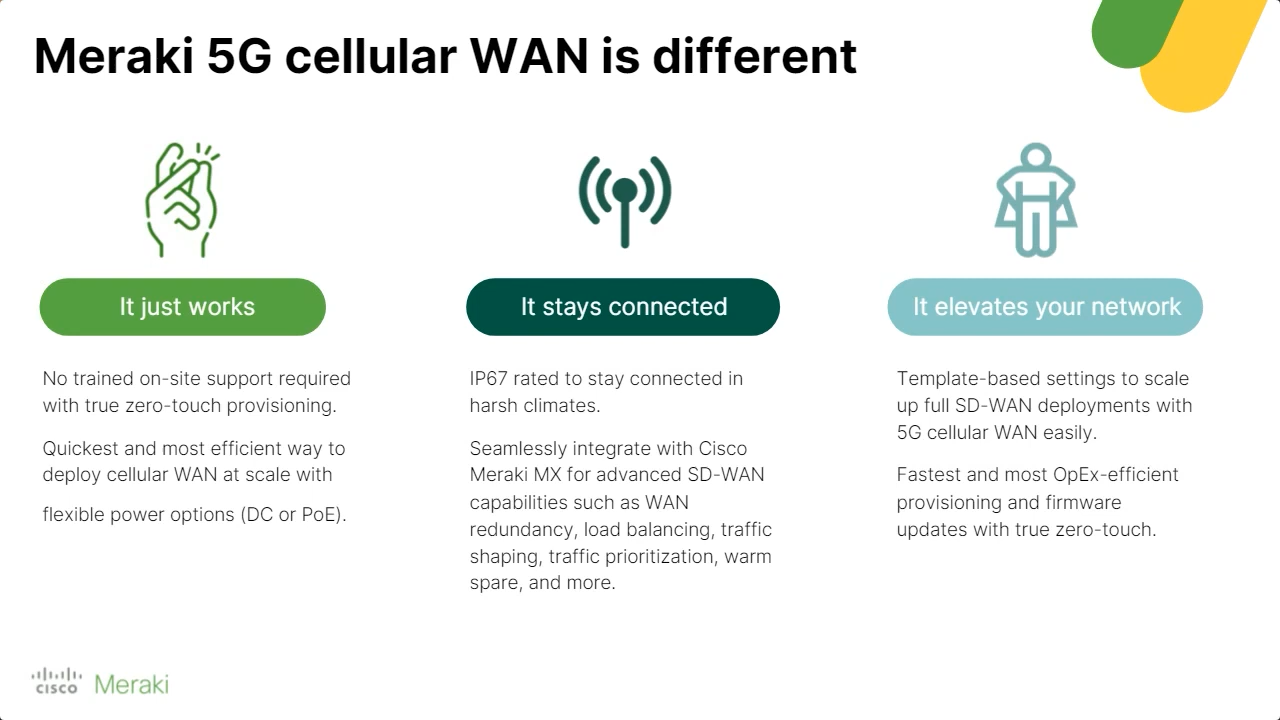 Meraki 5G cellular WAN is different
It just works
No trained on-site support required
with true zero-touch provisioning.
Quickest and most efficient way to
deploy cellular WAN at scale with
flexible power options (DC or PoE).
It stays connected
IP67 rated to stay connected in
harsh climates.
Seamlessly integrate with Cisco
Meraki MX for advanced SD-WAN
capabilities such as WAN
redundancy, load balancing, traffic
shaping, traffic prioritization, warm
spare, and more.
It elevates your network
Template-based settings to scale
up full SD-WAN deployments with
5G cellular WAN easily.
Fastest and most OpEx-efficient
provisioning and firmware
updates with true zero-touch.
CISCO Meraki